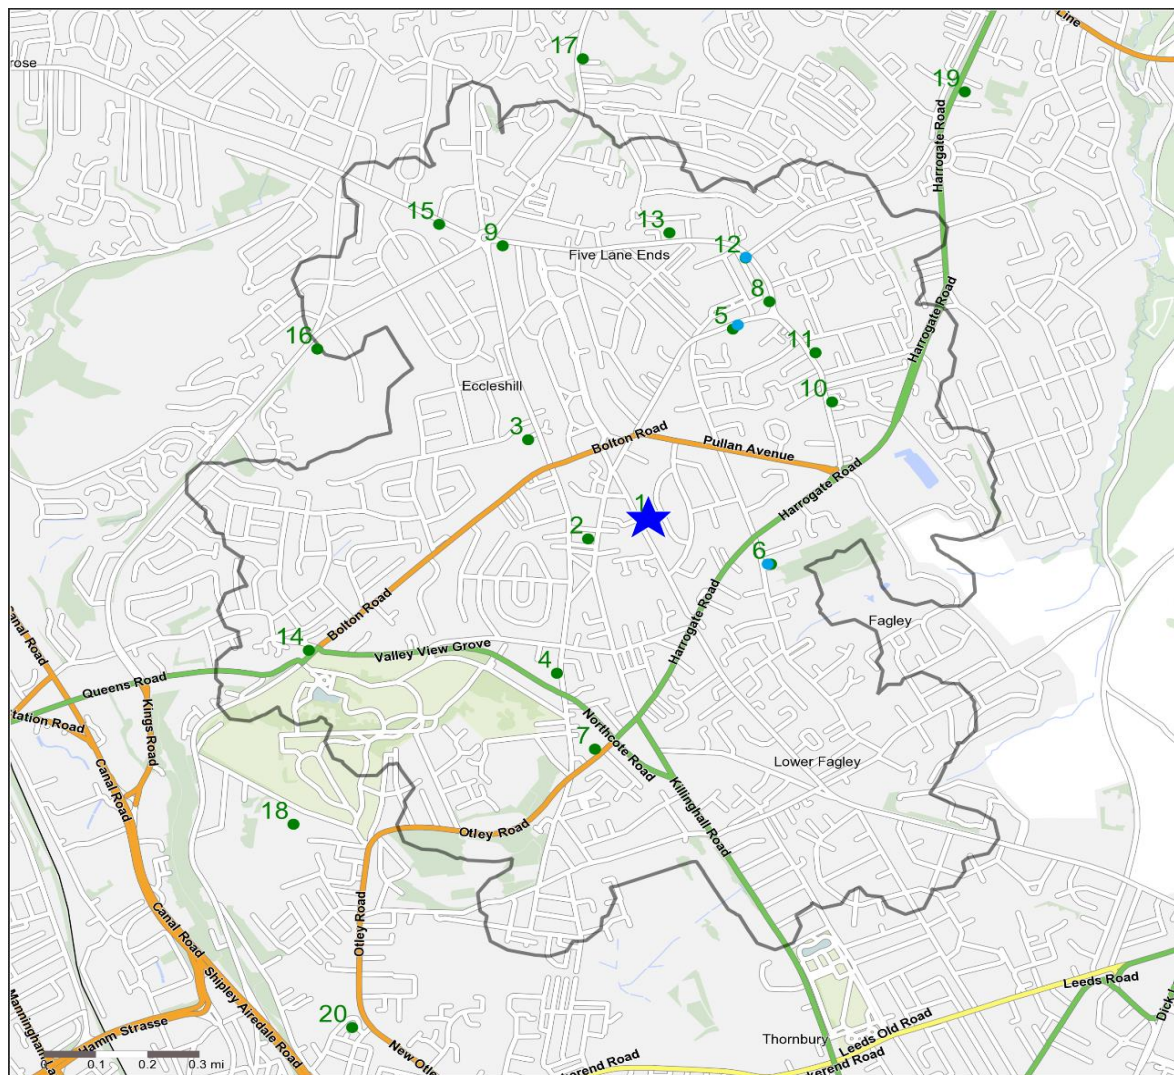 17
Line
rose
19
Harrogate Road
15
13
9
12
Five Lane Ends
8
5
Harrogate Road
16
11
Eccleshill
10
3
Bolton Road
Pullan Avenue
Harrogate Road
1
2
6
Harrogate Road
Fagley
Bolton Road
14
Valley View Grove
Canal Road
4
Queens Road
Kings Road
Northcote Road
7
Lower Fagley
Canal Road
Killinghall Road
18
Otley Road
Otley Road
Canal Road
Shipley Airedale Road
Leeds Road
20
Thornbury
Leeds Old Road
Hamm Strasse
0.1 0.2 0.3 mi